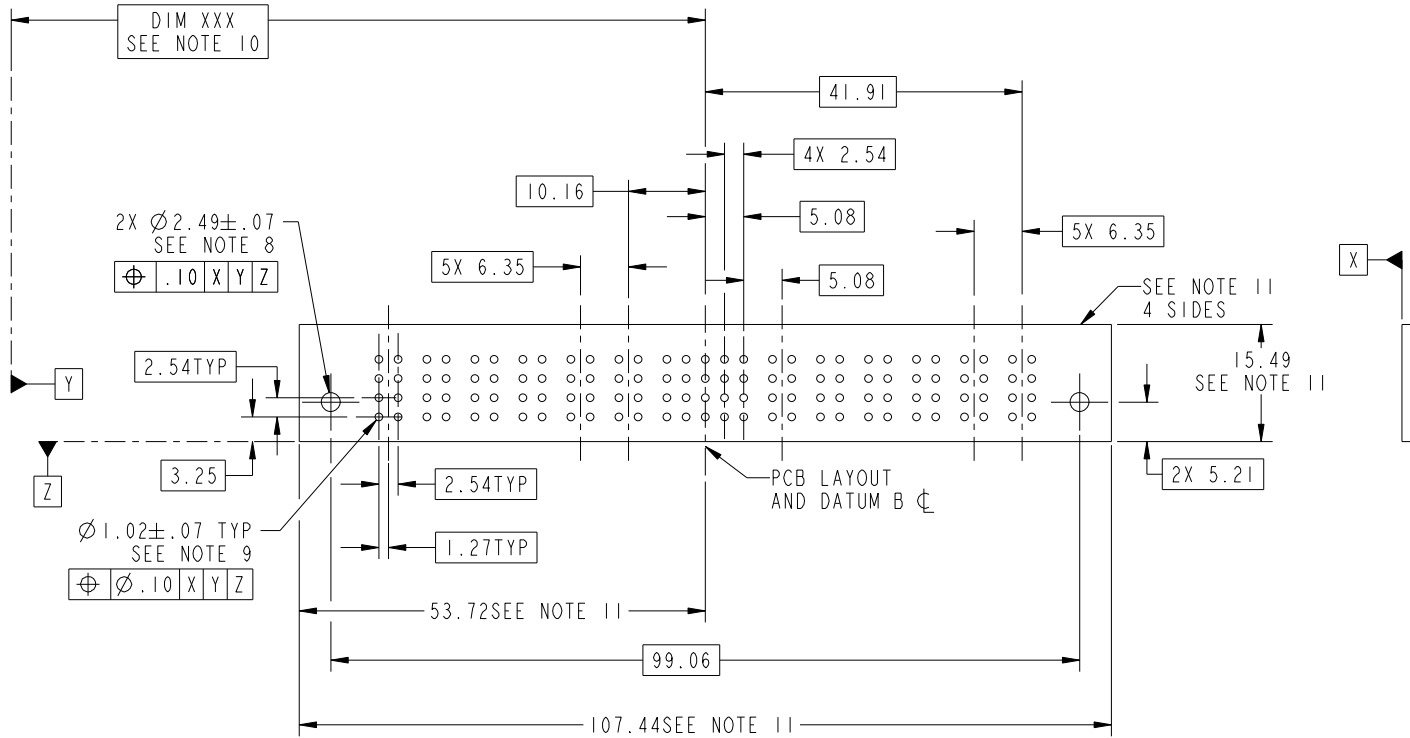 DIM XXX
SEE NOTE 10
41.91
4X 2.54
10.16
5.08
2X Ø2.49±.07
SEE NOTE 8
⌖ .10 X Y Z
5X 6.35
5X 6.35
5.08
X
SEE NOTE 11
4 SIDES
2.54TYP
15.49
SEE NOTE 11
Y
3.25
Z
2.54TYP
PCB LAYOUT
AND DATUM B ℄
2X 5.21
Ø1.02±.07 TYP
SEE NOTE 9
⌖ Ø.10 X Y Z
1.27TYP
53.72SEE NOTE 11
99.06
107.44SEE NOTE 11